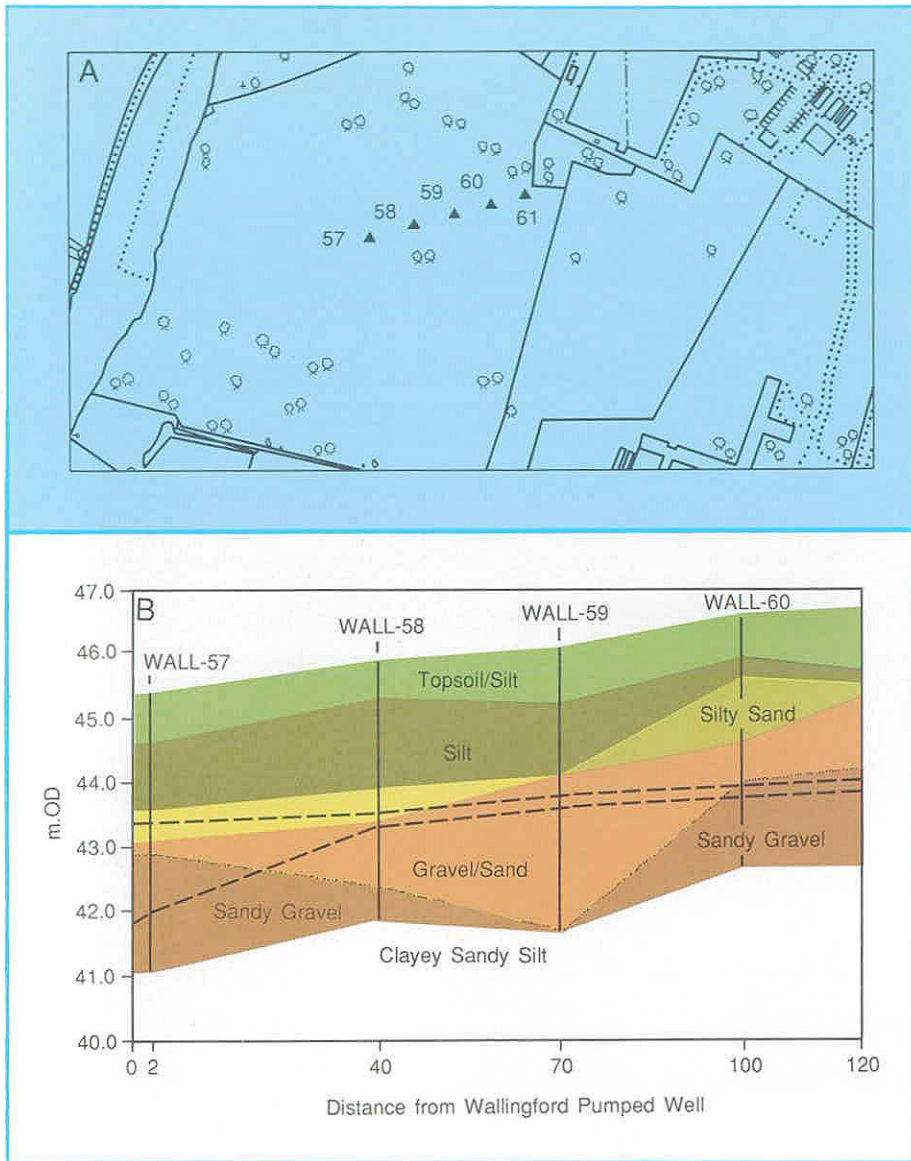 A
60
59
58
57
61
B
47.0
46.0
45.0
44.0
43.0
42.0
41.0
40.0
m.OD
WALL-57
WALL-58
WALL-59
WALL-60
Topsoil/Silt
Silt
Silty Sand
Gravel/Sand
Sandy Gravel
Sandy Gravel
Clayey Sandy Silt
0 2 40 70 100 120
Distance from Wallingford Pumped Well